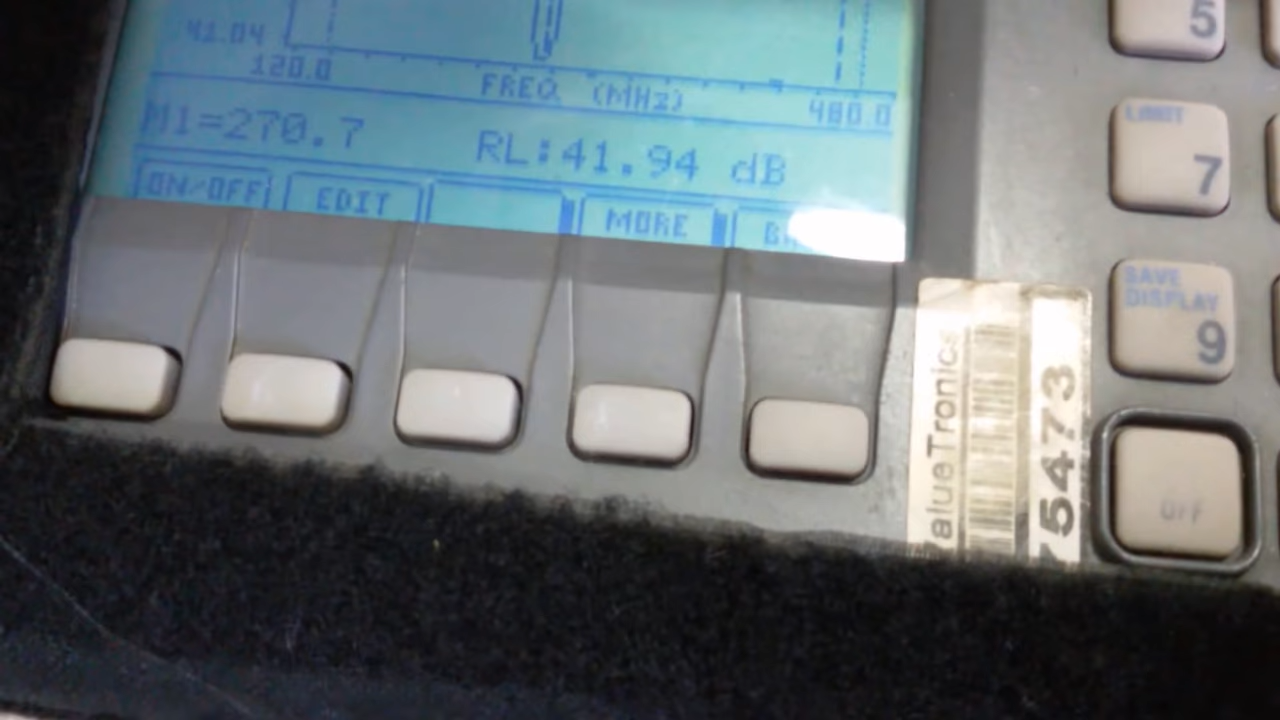 41.04
120.0
FREQ (MHz)
480.0
M1=270.7 RL:41.94 dB
ON/OFF EDIT MORE
5
LIMIT
7
SAVE
DISPLAY
9
OFF
alueTronics
75473